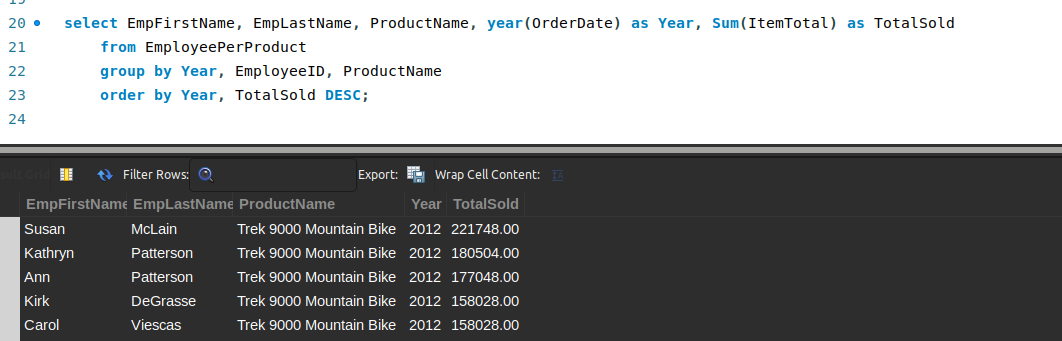 20 select EmpFirstName, EmpLastName, ProductName, year(OrderDate) as Year, Sum(ItemTotal) as TotalSold
21 from EmployeePerProduct
22 group by Year, EmployeeID, ProductName
23 order by Year, TotalSold DESC;
24
Filter Rows: Export: Wrap Cell Content:
EmpFirstName EmpLastName ProductName Year TotalSold
Susan McLain Trek 9000 Mountain Bike 2012 221748.00
Kathryn Patterson Trek 9000 Mountain Bike 2012 180504.00
Ann Patterson Trek 9000 Mountain Bike 2012 177048.00
Kirk DeGrasse Trek 9000 Mountain Bike 2012 158028.00
Carol Viescas Trek 9000 Mountain Bike 2012 158028.00